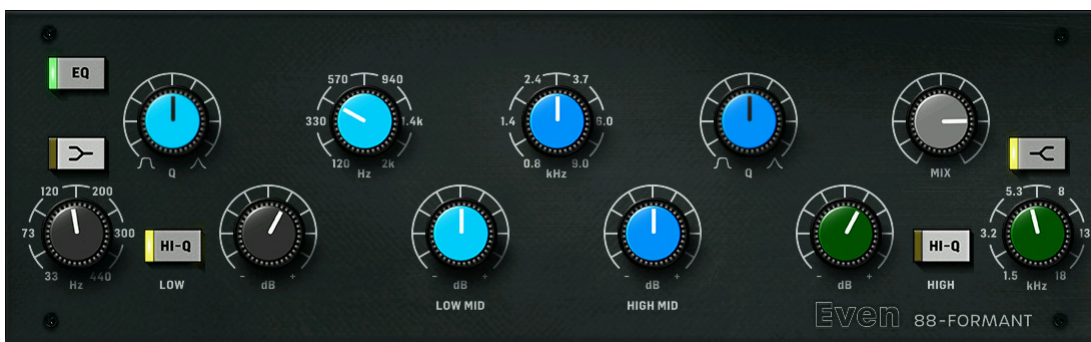 EQ
570 940
2.4 3.7
330 1.4k
1.4 6.0
120 2k
0.8 9.0
Q
Hz
kHz
Q
MIX
120 200
5.3 8
73 300
3.2 13
HI-Q
HI-Q
33 440
1.5 18
Hz
LOW
- +
dB
- +
dB
- +
dB
- +
dB
HIGH
kHz
LOW MID
HIGH MID
Even 88-FORMANT